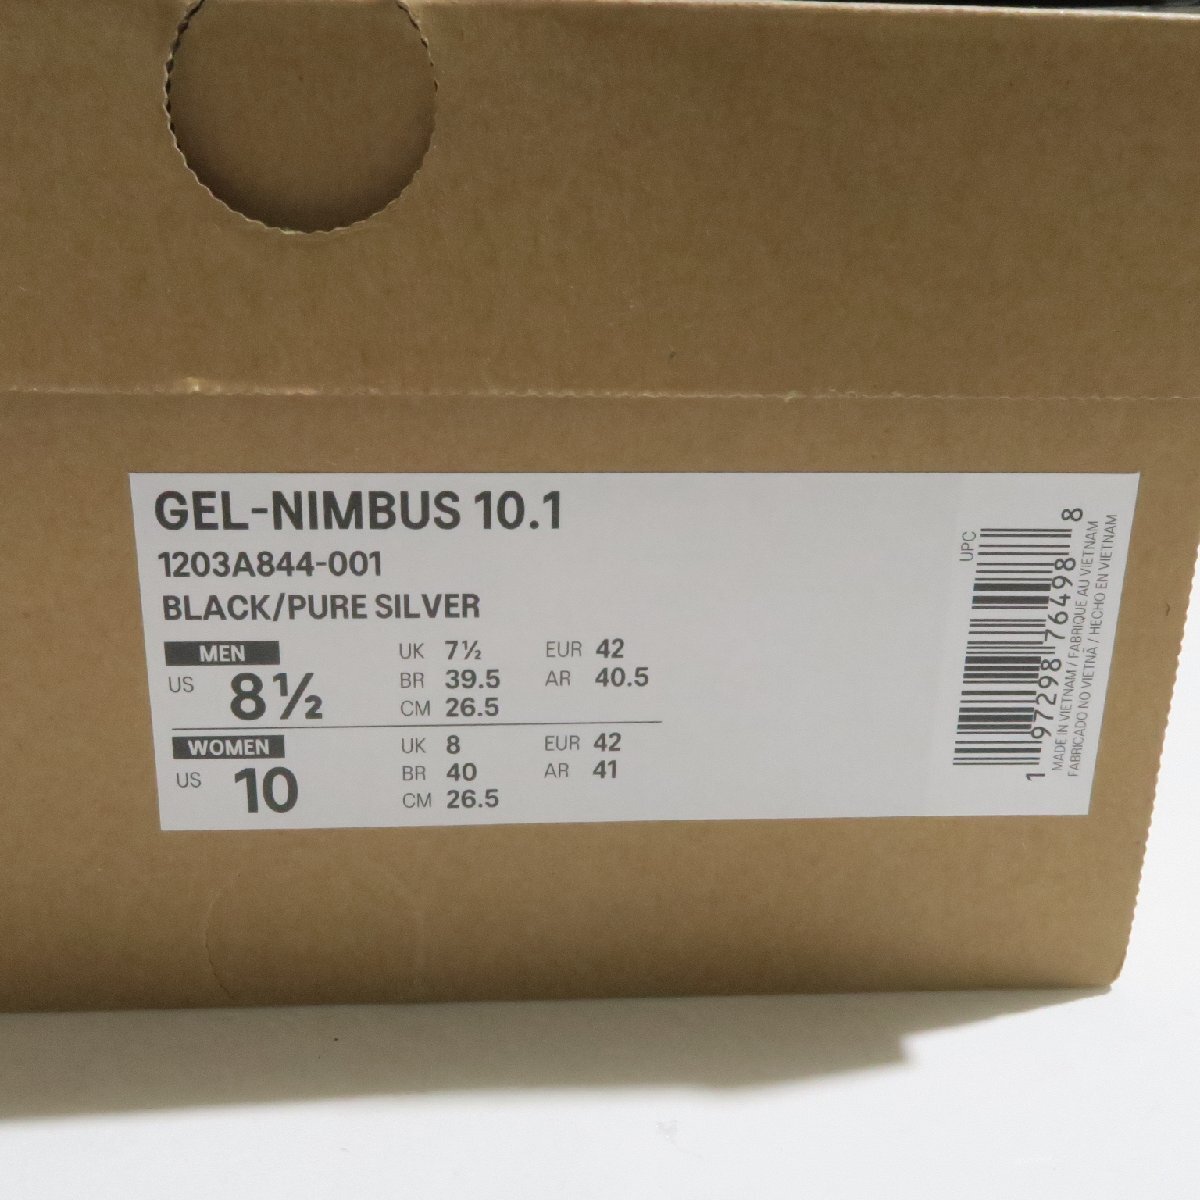 GEL-NIMBUS 10.1
1203A844-001
BLACK/PURE SILVER
MEN
US 8½
UK 7½ EUR 42
BR 39.5 AR 40.5
CM 26.5
WOMEN
US 10
UK 8 EUR 42
BR 40 AR 41
CM 26.5
UPC
1 97298 76498 8
MADE IN VIETNAM / FABRIQUE AU VIETNAM
FABRICADO NO VIETNÃ / HECHO EN VIETNAM